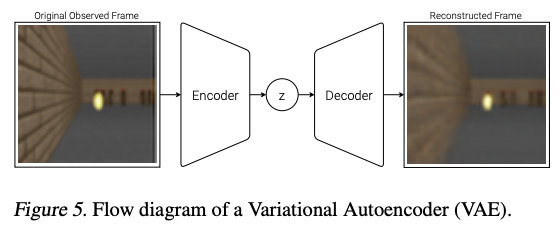 Original Observed Frame
Reconstructed Frame
Encoder
z
Decoder
Figure 5. Flow diagram of a Variational Autoencoder (VAE).